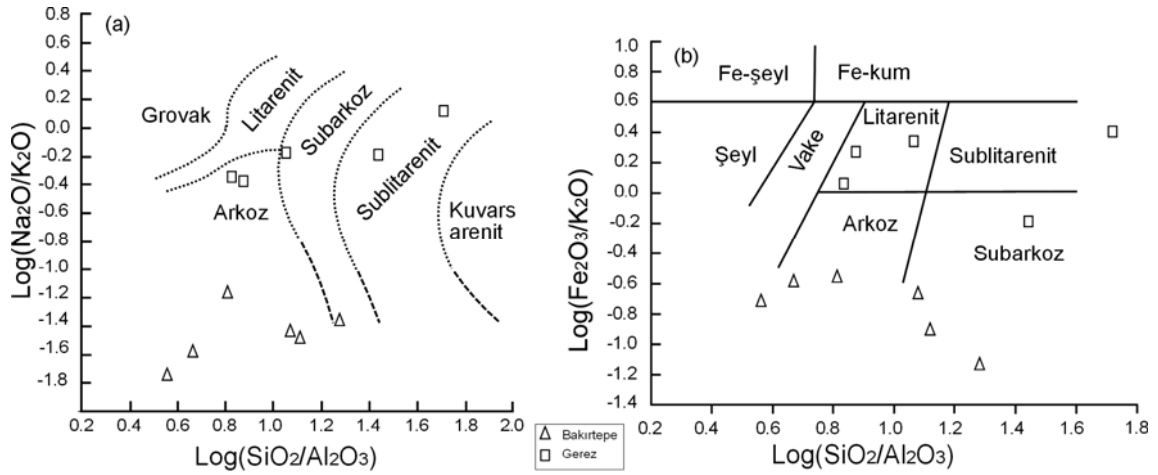 (a)
Log(Na₂O/K₂O)
0.8
0.4
0.0
-0.2
-0.4
-0.6
-0.8
-1.0
-1.2
-1.4
-1.6
-1.8
Grovak
Litarenit
Subarkoz
Sublitarenit
Arkoz
Kuvars
arenit
0.2 0.4 0.6 0.8 1.0 1.2 1.4 1.6 1.8 2.0
Log(SiO₂/Al₂O₃)
△ Bakırtepe
□ Gerez
(b)
Log(Fe₂O₃/K₂O)
1.0
0.8
0.6
0.4
0.2
0.0
-0.2
-0.4
-0.6
-0.8
-1.0
-1.2
-1.4
Fe-şeyl
Fe-kum
Şeyl
Vake
Litarenit
Sublitarenit
Arkoz
Subarkoz
0.2 0.4 0.6 0.8 1.0 1.2 1.4 1.6 1.8
Log(SiO₂/Al₂O₃)